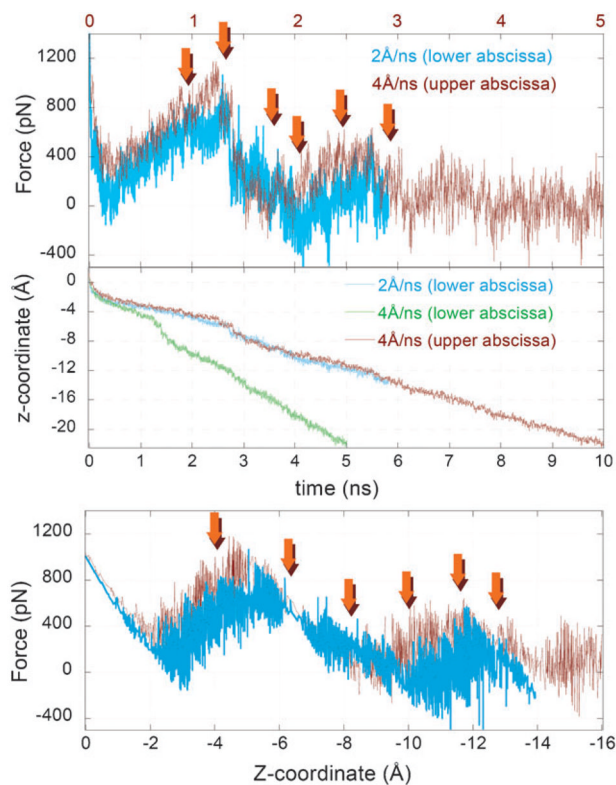 0 1 2 3 4 5
1200
800
400
0
-400
Force (pN)
2Å/ns (lower abscissa)
4Å/ns (upper abscissa)
0
-4
-8
-12
-16
-20
z-coordinate (Å)
2Å/ns (lower abscissa)
4Å/ns (lower abscissa)
4Å/ns (upper abscissa)
0 1 2 3 4 5 6 7 8 9 10
time (ns)
1200
800
400
0
-400
Force (pN)
0 -2 -4 -6 -8 -10 -12 -14 -16
Z-coordinate (Å)